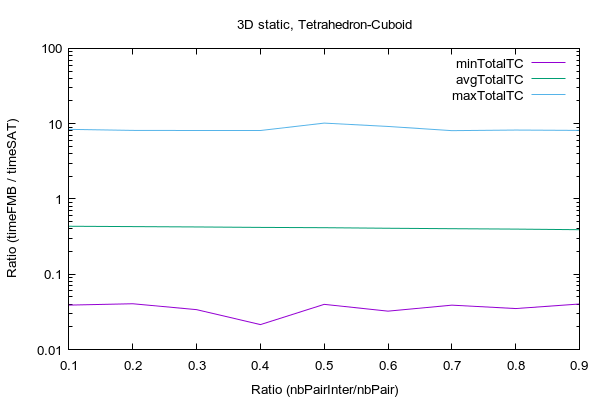 3D static, Tetrahedron-Cuboid
100
10
1
0.1
0.01
Ratio (timeFMB / timeSAT)
minTotalTC
avgTotalTC
maxTotalTC
0.1 0.2 0.3 0.4 0.5 0.6 0.7 0.8 0.9
Ratio (nbPairInter/nbPair)